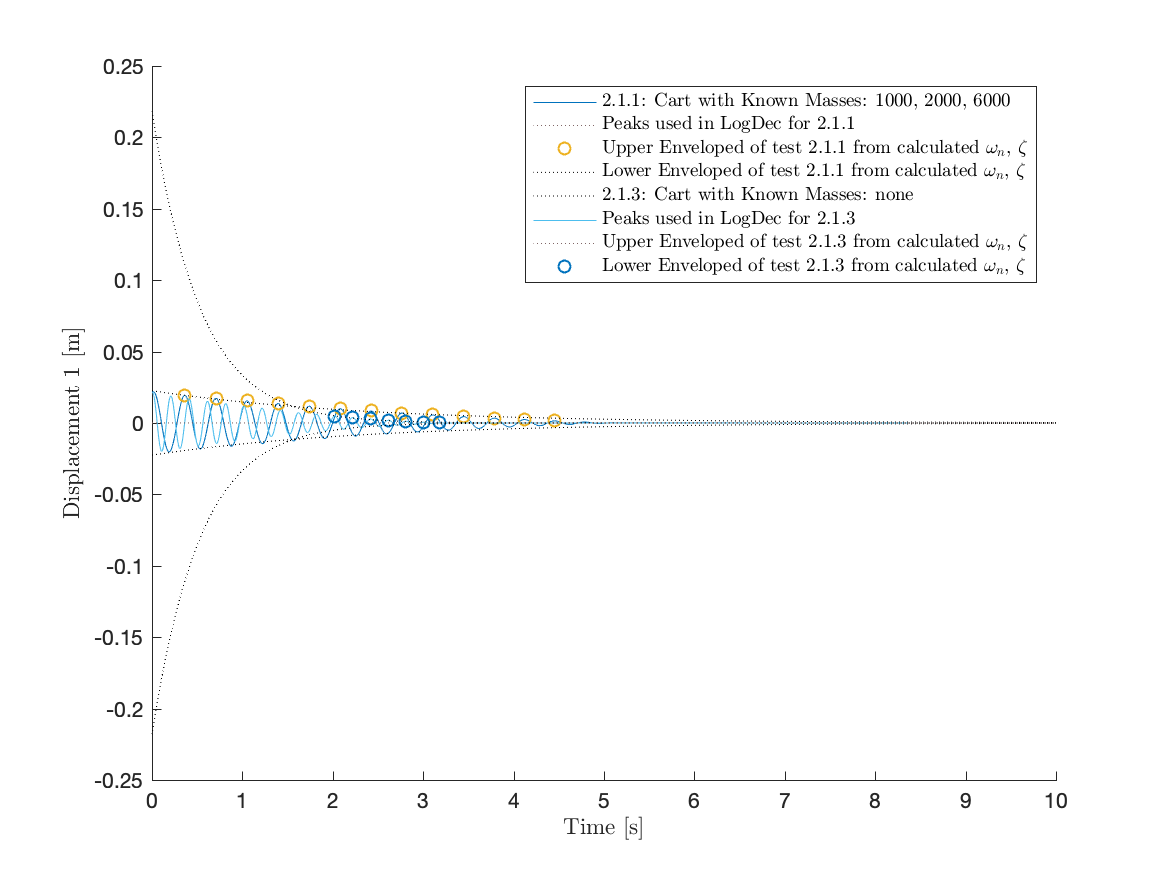 0.25
0.2
0.15
0.1
0.05
0
-0.05
-0.1
-0.15
-0.2
-0.25
Displacement 1 [m]
2.1.1: Cart with Known Masses: 1000, 2000, 6000
Peaks used in LogDec for 2.1.1
Upper Enveloped of test 2.1.1 from calculated ωn, ζ
Lower Enveloped of test 2.1.1 from calculated ωn, ζ
2.1.3: Cart with Known Masses: none
Peaks used in LogDec for 2.1.3
Upper Enveloped of test 2.1.3 from calculated ωn, ζ
Lower Enveloped of test 2.1.3 from calculated ωn, ζ
0 1 2 3 4 5 6 7 8 9 10
Time [s]